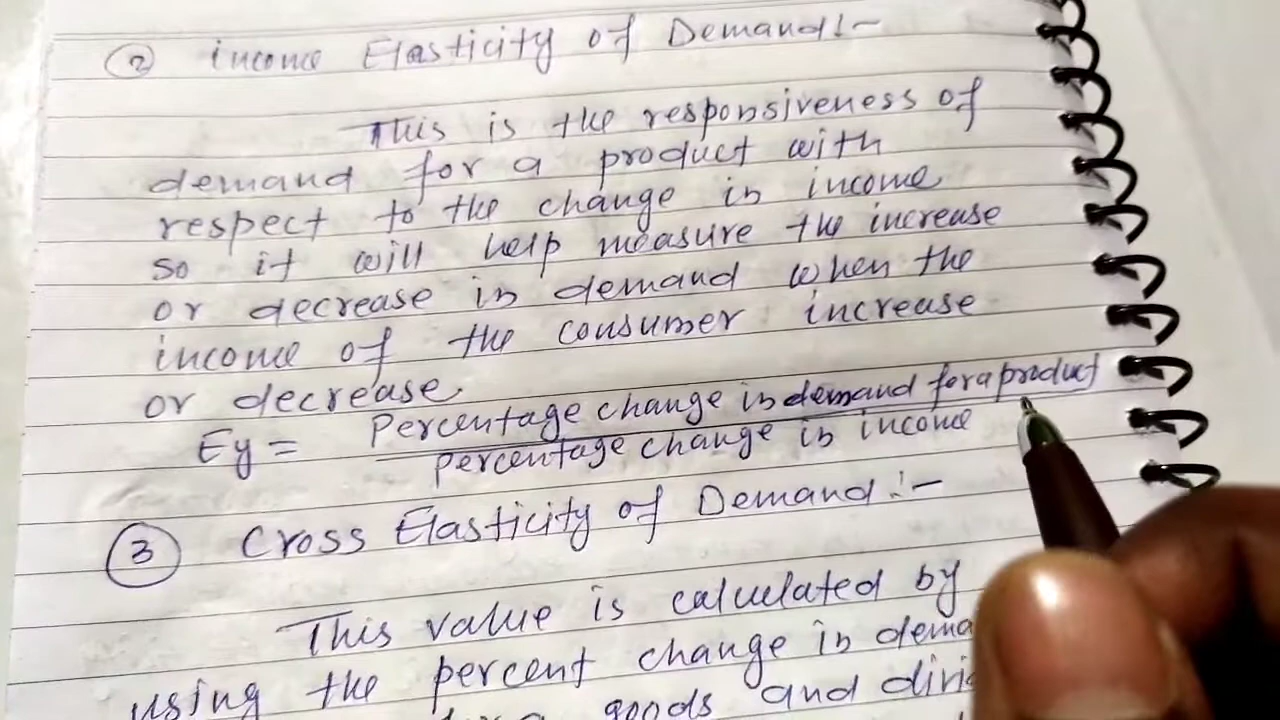 ② income Elasticity of Demand:-
This is the responsiveness of
demand for a product with
respect to the change in income
so it will help measure the increase
or decrease in demand when the
income of the consumer increase
or decrease
Ey = Percentage change in demand for a product
percentage change in income
③ Cross Elasticity of Demand:-
This value is calculated by
using the percent change in dema
goods and divid